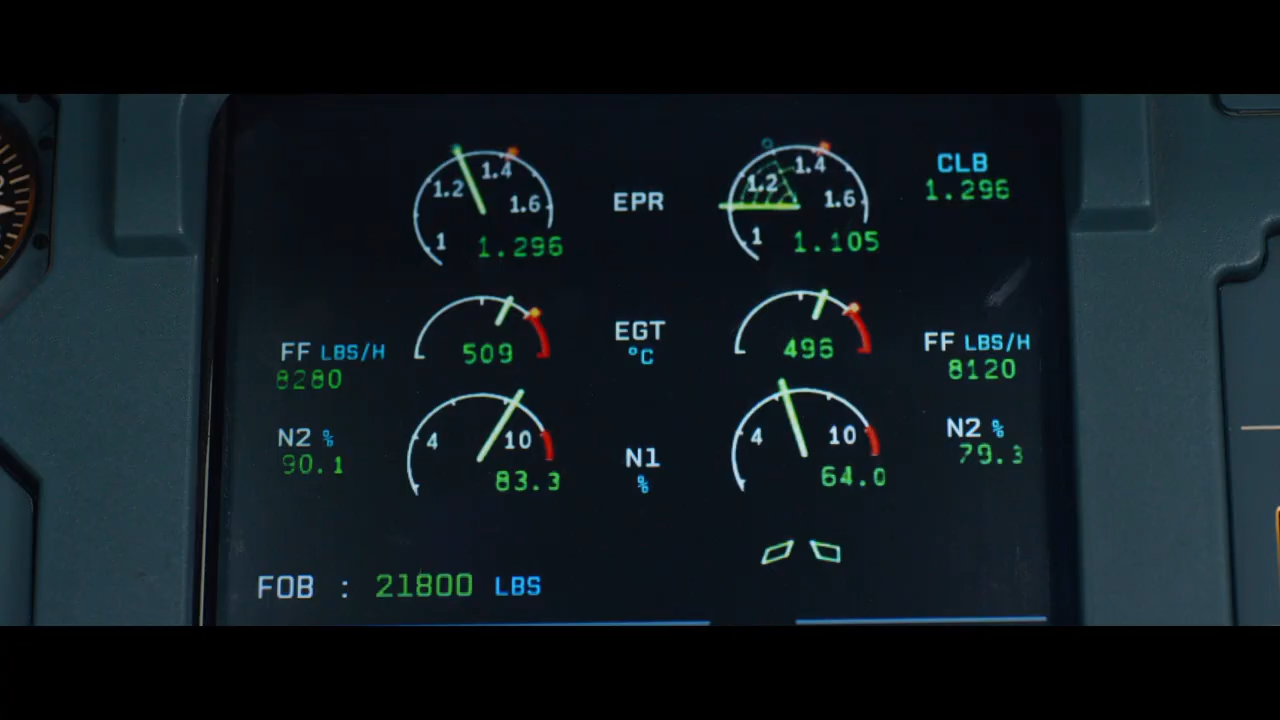 1.4 1.2 1.6 1 1.296
EPR
1.4 1.2 1.6 1 1.105
CLB
1.296
FF LBS/H
8280
509
EGT
°C
496
FF LBS/H
8120
N2 %
90.1
4 10
83.3
N1
%
4 10
64.0
N2 %
79.3
FOB : 21800 LBS